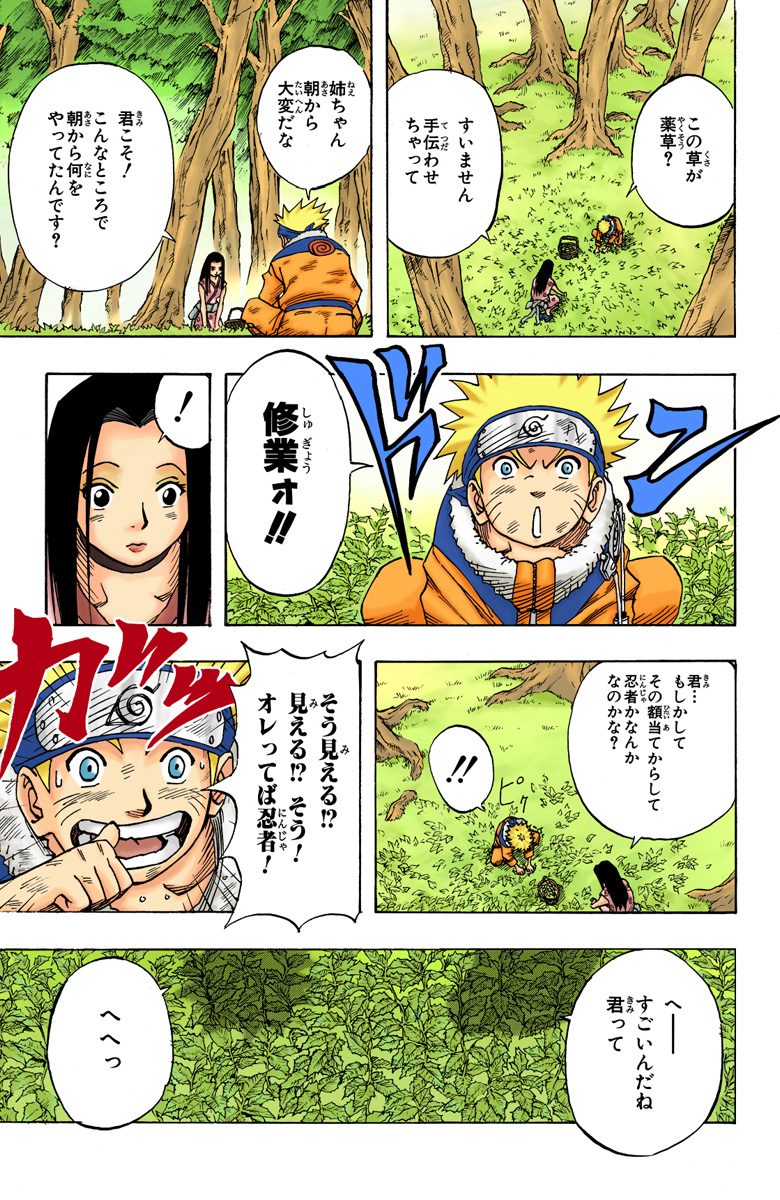 この草が
薬草？
すいません
手伝わせ
ちゃって
姉ちゃん
朝から
大変だな
君こそ！
こんなところで
朝から何を
やってたんです？
ドン
修業ォ!!
！
君…
もしかして
その額当てからして
忍者かなんか
なのかな？
!!
ピク
そう見える!?
見える!?そう！
オレってば忍者！
ガハハッ
へ──
すごいんだね
君って
へへっ